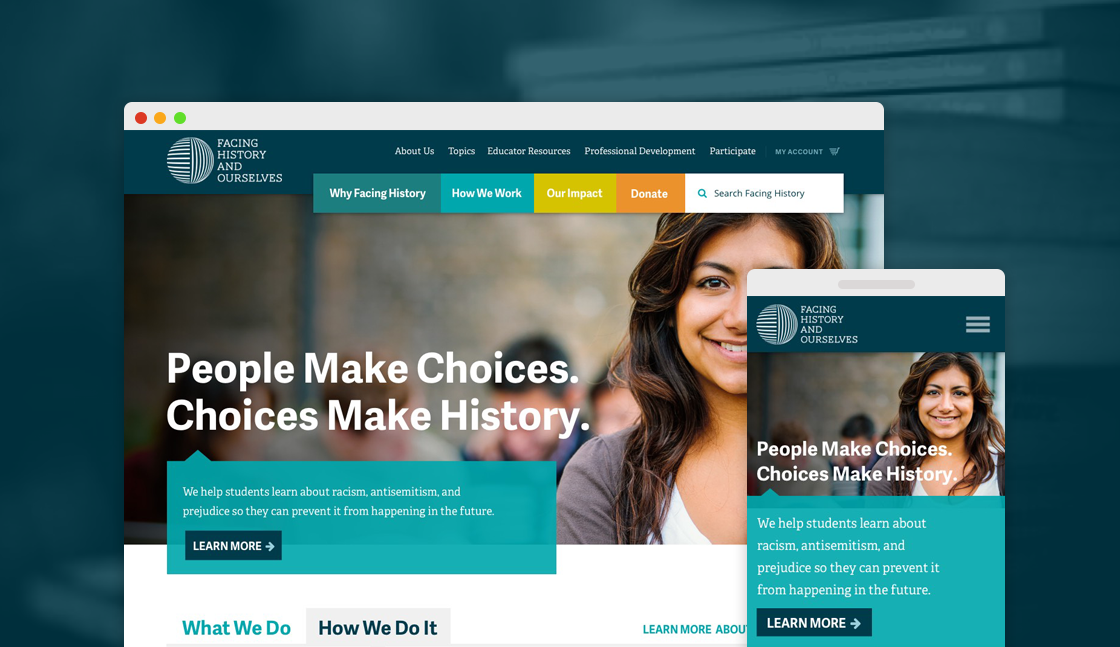 FACING
HISTORY
AND
OURSELVES
About Us Topics Educator Resources Professional Development Participate MY ACCOUNT
Why Facing History How We Work Our Impact Donate Search Facing History
People Make Choices.
Choices Make History.
We help students learn about racism, antisemitism, and
prejudice so they can prevent it from happening in the future.
LEARN MORE →
What We Do How We Do It LEARN MORE ABOU
FACING
HISTORY
AND
OURSELVES
People Make Choices.
Choices Make History.
We help students learn about
racism, antisemitism, and
prejudice so they can prevent it
from happening in the future.
LEARN MORE →